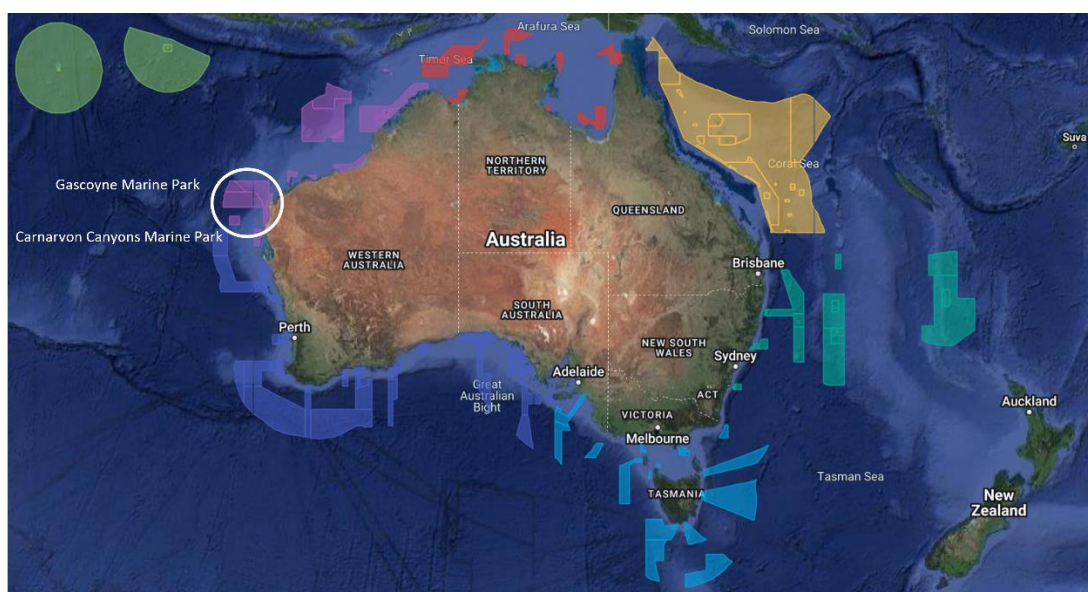 Arafura Sea
Solomon Sea
Timor Sea
Suva
NORTHERN
TERRITORY
Coral Sea
Gascoyne Marine Park
QUEENSLAND
Carnarvon Canyons Marine Park
Australia
WESTERN
AUSTRALIA
Brisbane
SOUTH
AUSTRALIA
Perth
NEW SOUTH
WALES
Sydney
Adelaide
Great
Australian
Bight
ACT
Auckland
VICTORIA
Melbourne
Tasman Sea
TASMANIA
New
Zealand